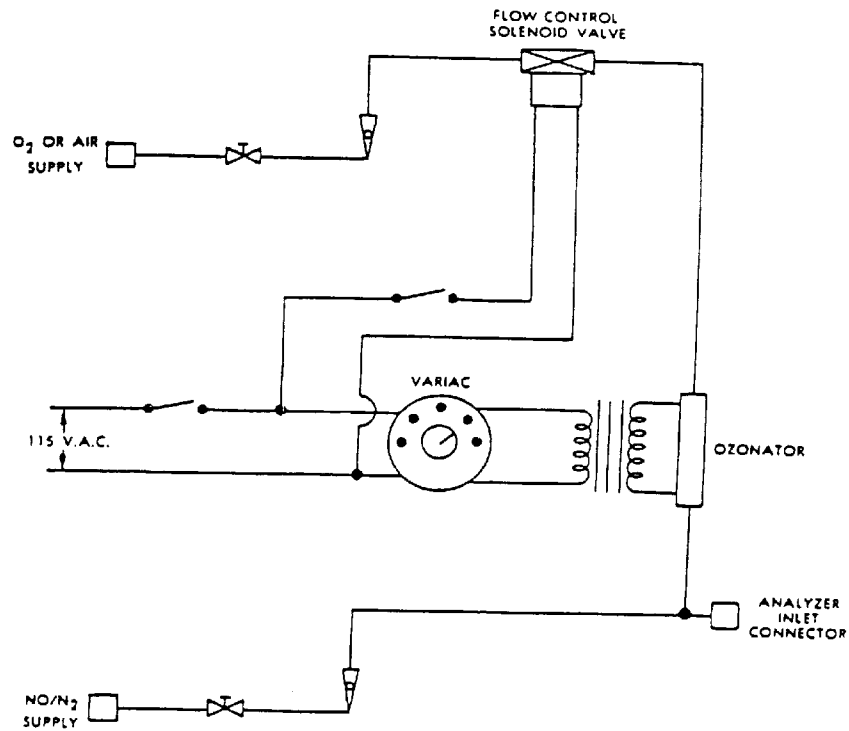 FLOW CONTROL
SOLENOID VALVE
O₂ OR AIR
SUPPLY
VARIAC
115 V.A.C.
OZONATOR
ANALYZER
INLET
CONNECTOR
NO/N₂
SUPPLY